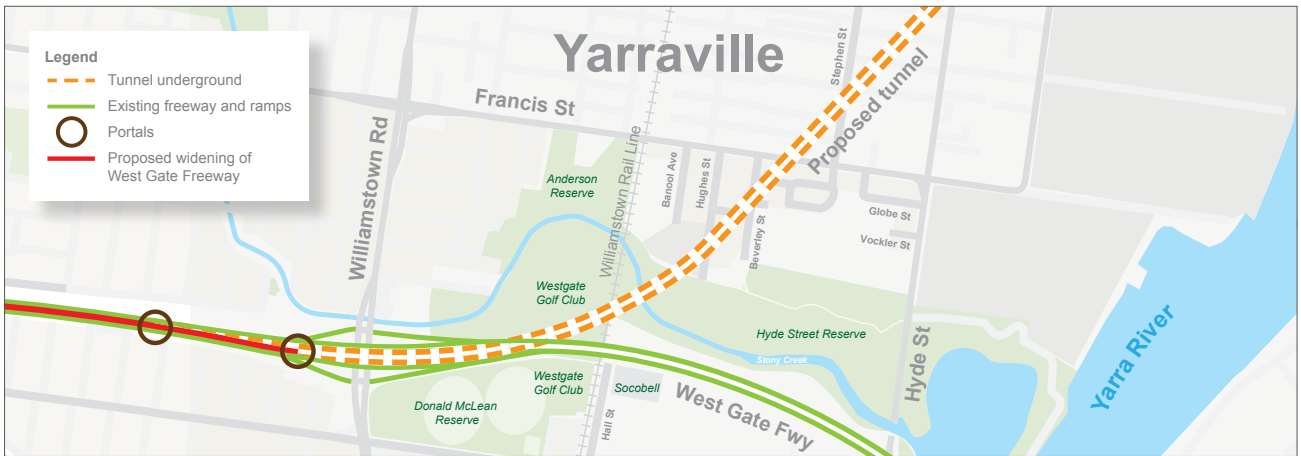 Legend
Tunnel underground
Existing freeway and ramps
Portals
Proposed widening of
West Gate Freeway
Yarraville
Francis St
Stephen St
Proposed tunnel
Williamstown Rd
Williamstown Rail Line
Anderson
Reserve
Banool Ave
Hughes St
Beverley St
Globe St
Vockler St
Westgate
Golf Club
Hyde Street Reserve
Stony Creek
Hyde St
Yarra River
Westgate
Golf Club
Socobell
Donald McLean
Reserve
Hall St
West Gate Fwy